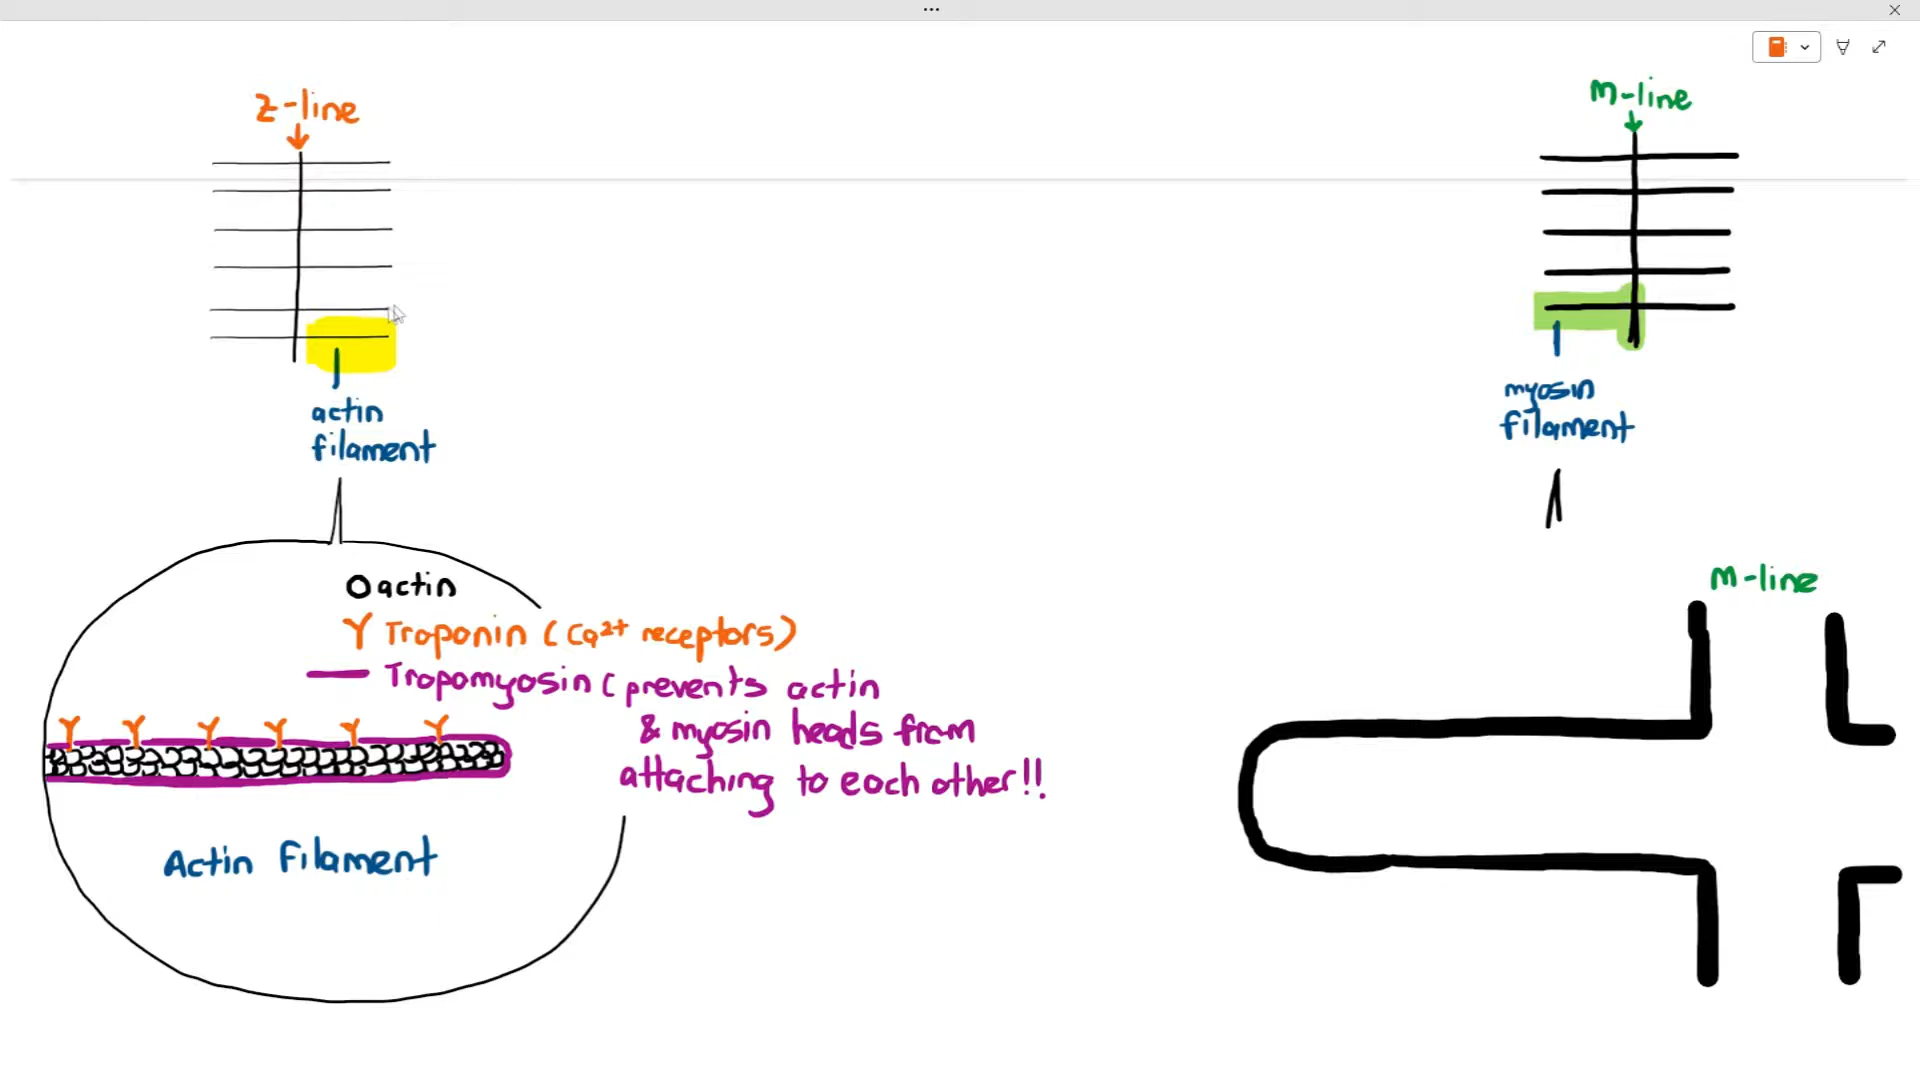 Z-line
M-line
actin
filament
myosin
filament
M-line
actin
Troponin (Ca²⁺ receptors)
Tropomyosin (prevents actin
& myosin heads from
attaching to each other!!
Actin Filament